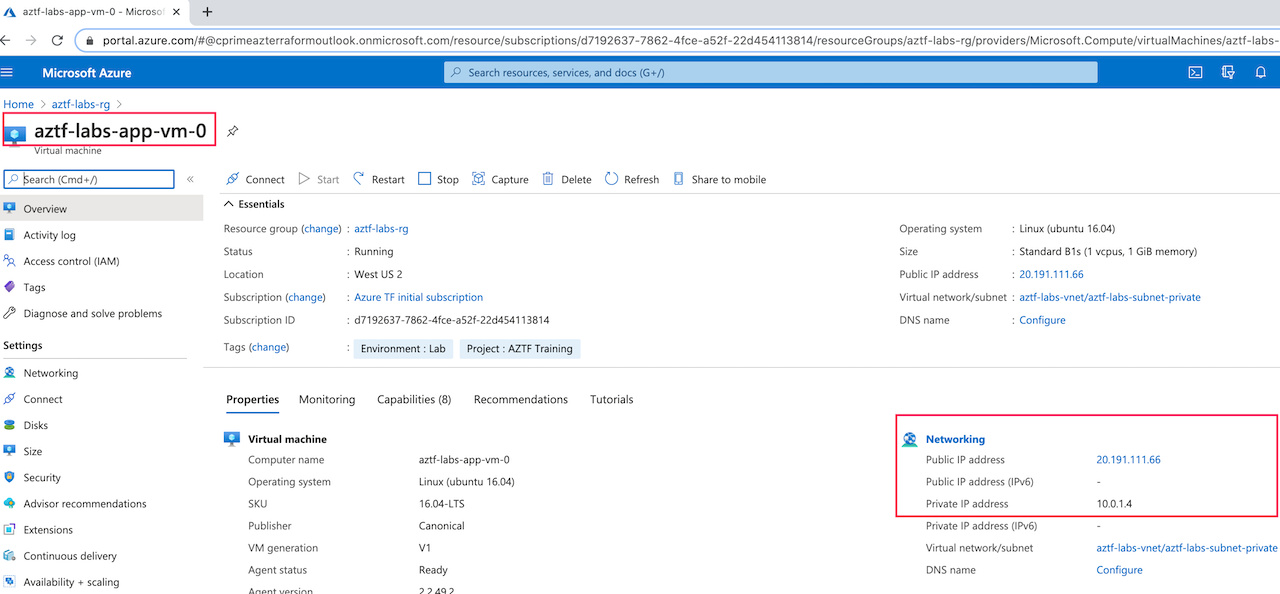 aztf-labs-app-vm-0 - Microsof
portal.azure.com/#@cprimeazterraformoutlook.onmicrosoft.com/resource/subscriptions/d7192637-7862-4fce-a52f-22d454113814/resourceGroups/aztf-labs-rg/providers/Microsoft.Compute/virtualMachines/aztf-labs-
Microsoft Azure
Search resources, services, and docs (G+/)
Home > aztf-labs-rg >
aztf-labs-app-vm-0
Virtual machine
Search (Cmd+/)
Overview
Activity log
Access control (IAM)
Tags
Diagnose and solve problems
Settings
Networking
Connect
Disks
Size
Security
Advisor recommendations
Extensions
Continuous delivery
Availability + scaling
Connect Start Restart Stop Capture Delete Refresh Share to mobile
Essentials
Resource group (change) : aztf-labs-rg
Status : Running
Location : West US 2
Subscription (change) : Azure TF initial subscription
Subscription ID : d7192637-7862-4fce-a52f-22d454113814
Tags (change) : Environment : Lab Project : AZTF Training
Operating system : Linux (ubuntu 16.04)
Size : Standard B1s (1 vcpus, 1 GiB memory)
Public IP address : 20.191.111.66
Virtual network/subnet : aztf-labs-vnet/aztf-labs-subnet-private
DNS name : Configure
Properties Monitoring Capabilities (8) Recommendations Tutorials
Virtual machine
Computer name aztf-labs-app-vm-0
Operating system Linux (ubuntu 16.04)
SKU 16.04-LTS
Publisher Canonical
VM generation V1
Agent status Ready
Agent version 2.2.49.2
Networking
Public IP address 20.191.111.66
Public IP address (IPv6) -
Private IP address 10.0.1.4
Private IP address (IPv6) -
Virtual network/subnet aztf-labs-vnet/aztf-labs-subnet-private
DNS name Configure